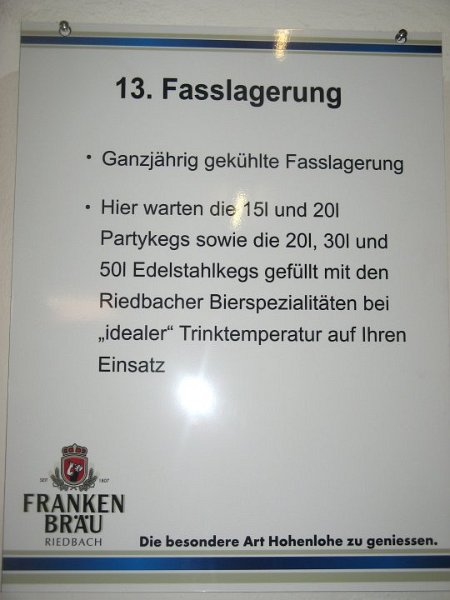 13. Fasslagerung
• Ganzjährig gekühlte Fasslagerung
• Hier warten die 15l und 20l
Partykegs sowie die 20l, 30l und
50l Edelstahlkegs gefüllt mit den
Riedbacher Bierspezialitäten bei
„idealer“ Trinktemperatur auf Ihren
Einsatz
SEIT 1807
FRANKEN
BRÄU
RIEDBACH
Die besondere Art Hohenlohe zu geniessen.